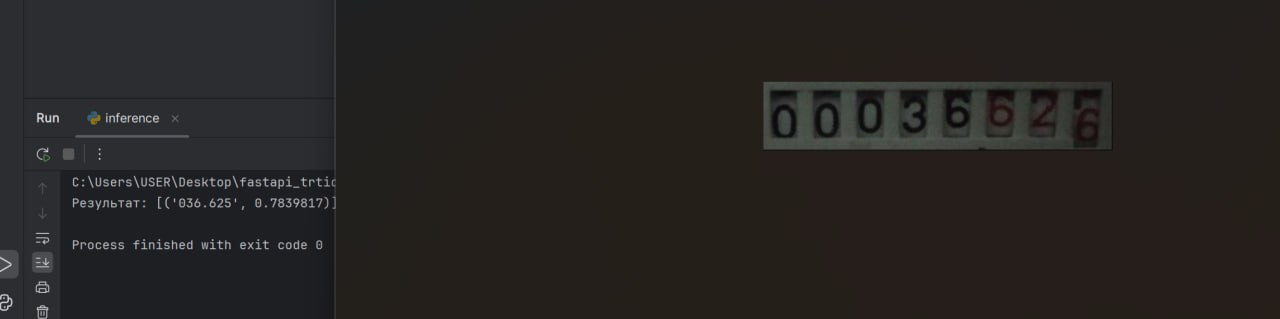 Run inference
C:\Users\USER\Desktop\fastapi_trtic
Результат: [('036.625', 0.7839817)]
Process finished with exit code 0
00036626